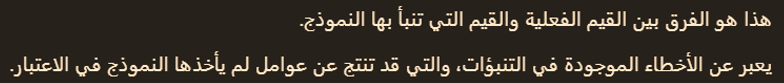 هذا هو الفرق بين القيم الفعلية والقيم التي تنبأ بها النموذج.
يعبر عن الأخطاء الموجودة في التنبؤات، والتي قد تنتج عن عوامل لم يأخذها النموذج في الاعتبار.